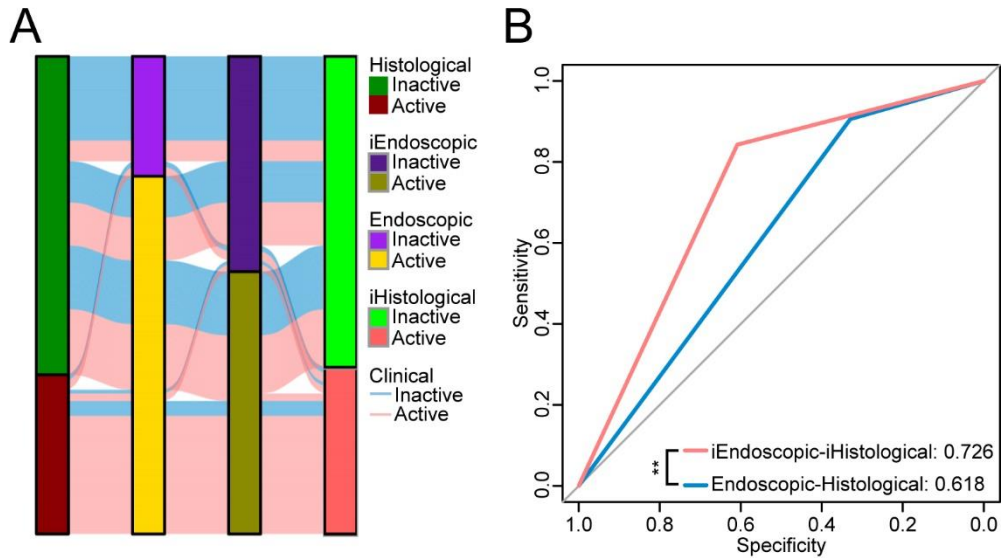 A
Histological
Inactive
Active
iEndoscopic
Inactive
Active
Endoscopic
Inactive
Active
iHistological
Inactive
Active
Clinical
Inactive
Active
B
1.0
0.8
0.6
0.4
0.2
0.0
Sensitivity
** iEndoscopic-iHistological: 0.726
Endoscopic-Histological: 0.618
1.0 0.8 0.6 0.4 0.2 0.0
Specificity